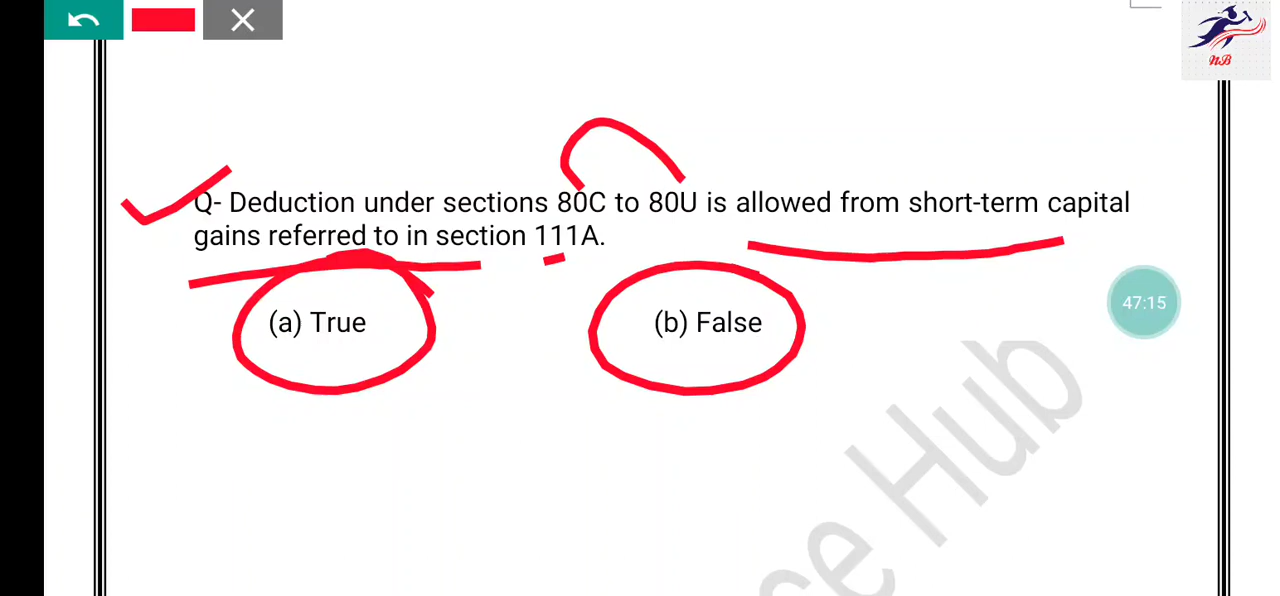 NB
Q- Deduction under sections 80C to 80U is allowed from short-term capital
gains referred to in section 111A.
47:15
(a) True (b) False
Hub